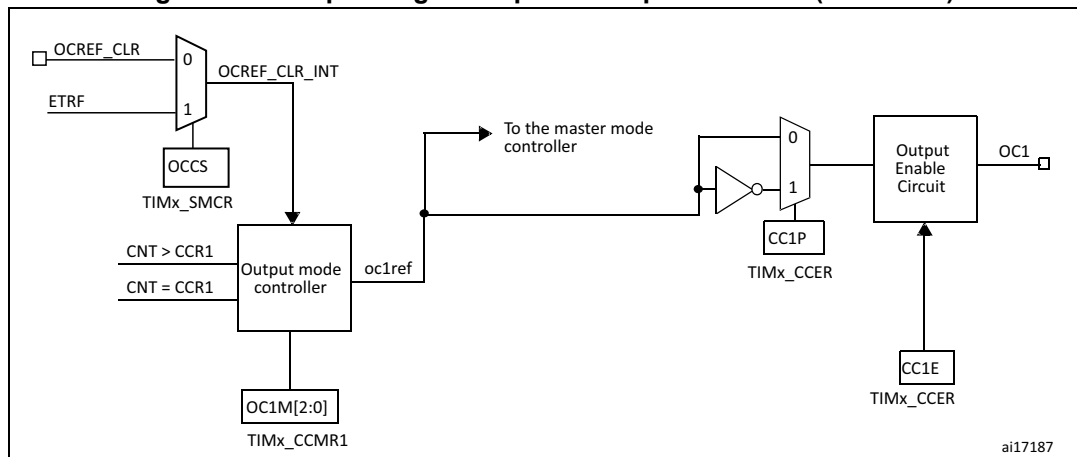 OCREF_CLR
0
OCREF_CLR_INT
ETRF
1
OCCS
TIMx_SMCR
To the master mode
controller
0
1
CC1P
TIMx_CCER
Output
Enable
Circuit
OC1
CNT > CCR1
CNT = CCR1
Output mode
controller
oc1ref
OC1M[2:0]
TIMx_CCMR1
CC1E
TIMx_CCER
ai17187